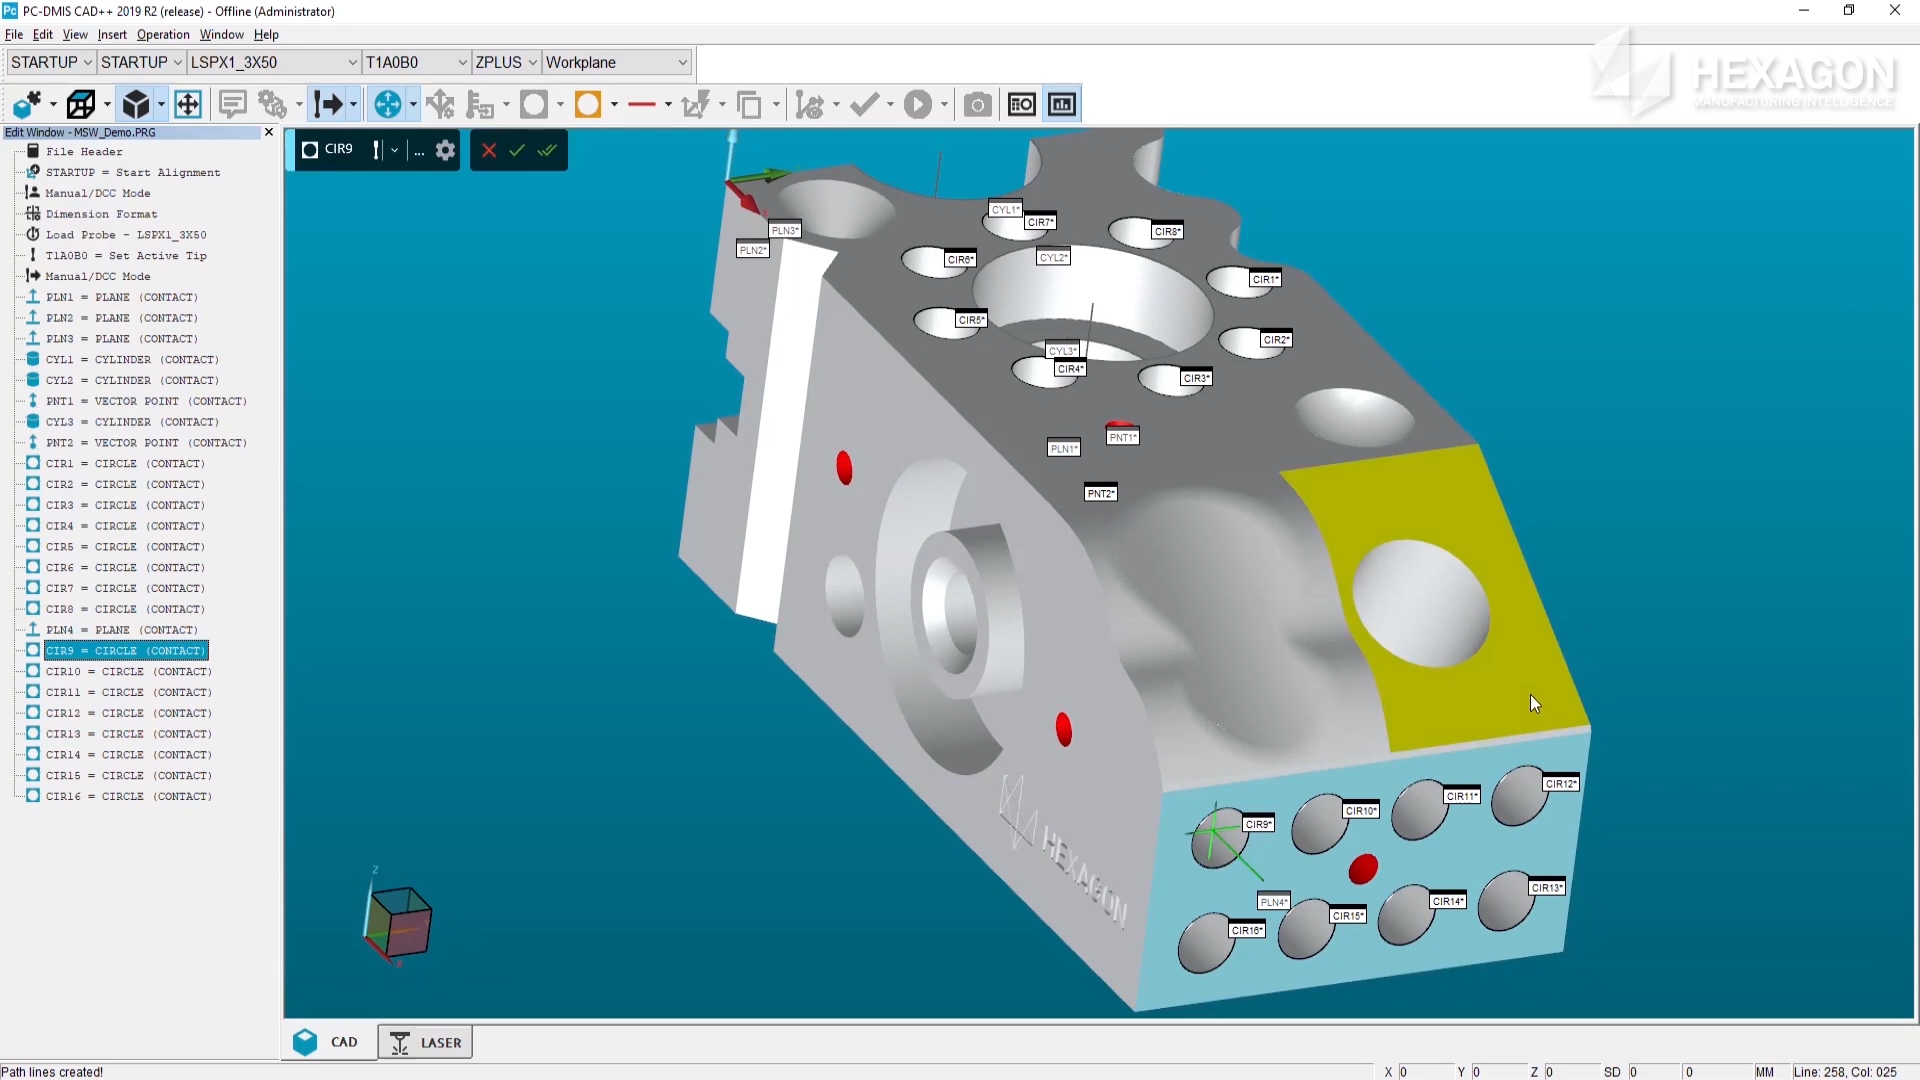 PC-DMIS CAD++ 2019 R2 (release) - Offline (Administrator)
File Edit View Insert Operation Window Help
STARTUP STARTUP LSPX1_3X50 T1A0B0 ZPLUS Workplane
HEXAGON
MANUFACTURING INTELLIGENCE
Edit Window - MSW_Demo.PRG
File Header
STARTUP = Start Alignment
Manual/DCC Mode
Dimension Format
Load Probe - LSPX1_3X50
T1A0B0 = Set Active Tip
Manual/DCC Mode
PLN1 = PLANE (CONTACT)
PLN2 = PLANE (CONTACT)
PLN3 = PLANE (CONTACT)
CYL1 = CYLINDER (CONTACT)
CYL2 = CYLINDER (CONTACT)
PNT1 = VECTOR POINT (CONTACT)
CYL3 = CYLINDER (CONTACT)
PNT2 = VECTOR POINT (CONTACT)
CIR1 = CIRCLE (CONTACT)
CIR2 = CIRCLE (CONTACT)
CIR3 = CIRCLE (CONTACT)
CIR4 = CIRCLE (CONTACT)
CIR5 = CIRCLE (CONTACT)
CIR6 = CIRCLE (CONTACT)
CIR7 = CIRCLE (CONTACT)
CIR8 = CIRCLE (CONTACT)
PLN4 = PLANE (CONTACT)
CIR9 = CIRCLE (CONTACT)
CIR10 = CIRCLE (CONTACT)
CIR11 = CIRCLE (CONTACT)
CIR12 = CIRCLE (CONTACT)
CIR13 = CIRCLE (CONTACT)
CIR14 = CIRCLE (CONTACT)
CIR15 = CIRCLE (CONTACT)
CIR16 = CIRCLE (CONTACT)
CIR9 ...
CYL1*
CIR7*
PLN3*
CIR8*
PLN2*
CYL2*
CIR6*
CIR1*
CIR5*
CIR2*
CYL3*
CIR4*
CIR3*
PNT1*
PLN1*
PNT2*
CIR12*
CIR11*
CIR10*
CIR9*
CIR13*
PLN4*
CIR14*
CIR15*
CIR16*
HEXAGON
Z
X
CAD LASER
Path lines created!
X 0 Y 0 Z 0 SD 0 0 MM Line: 258, Col: 025